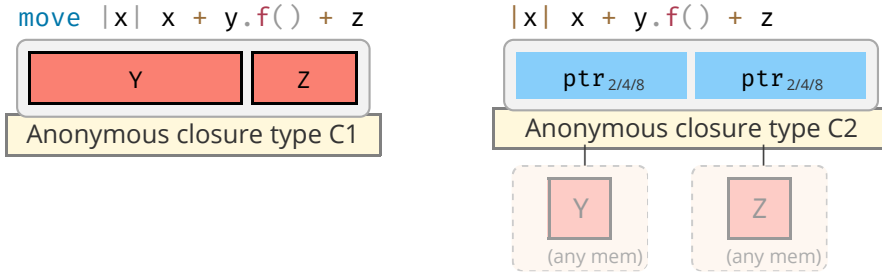 move |x| x + y.f() + z
Y Z
Anonymous closure type C1
|x| x + y.f() + z
ptr2/4/8 ptr2/4/8
Anonymous closure type C2
Y Z
(any mem) (any mem)